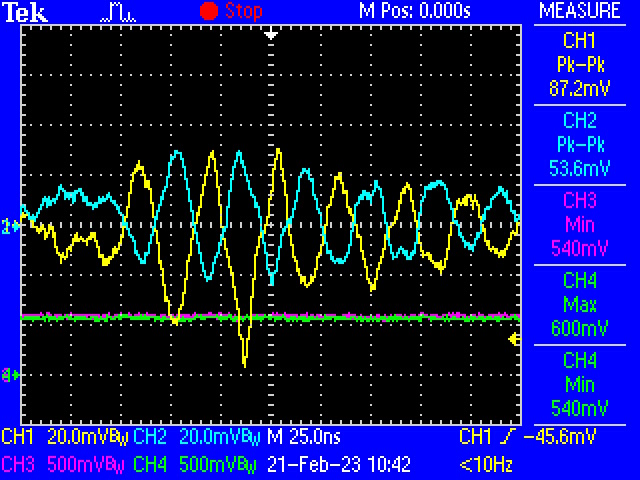 Tek Stop M Pos: 0.000s MEASURE
CH1
Pk-Pk
87.2mV
CH2
Pk-Pk
53.6mV
CH3
Min
540mV
CH4
Max
600mV
CH4
Min
540mV
CH1 20.0mVBw CH2 20.0mVBw M 25.0ns CH1 -45.6mV
CH3 500mVBw CH4 500mVBw 21-Feb-23 10:42 <10Hz